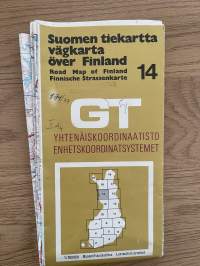 Suomen tiekartta
vägkarta
över Finland
Road Map of Finland
Finnische Strassenkarte
14
GT
YHTENÄISKOORDINAATISTO
ENHETSKOORDINATSYSTEMET